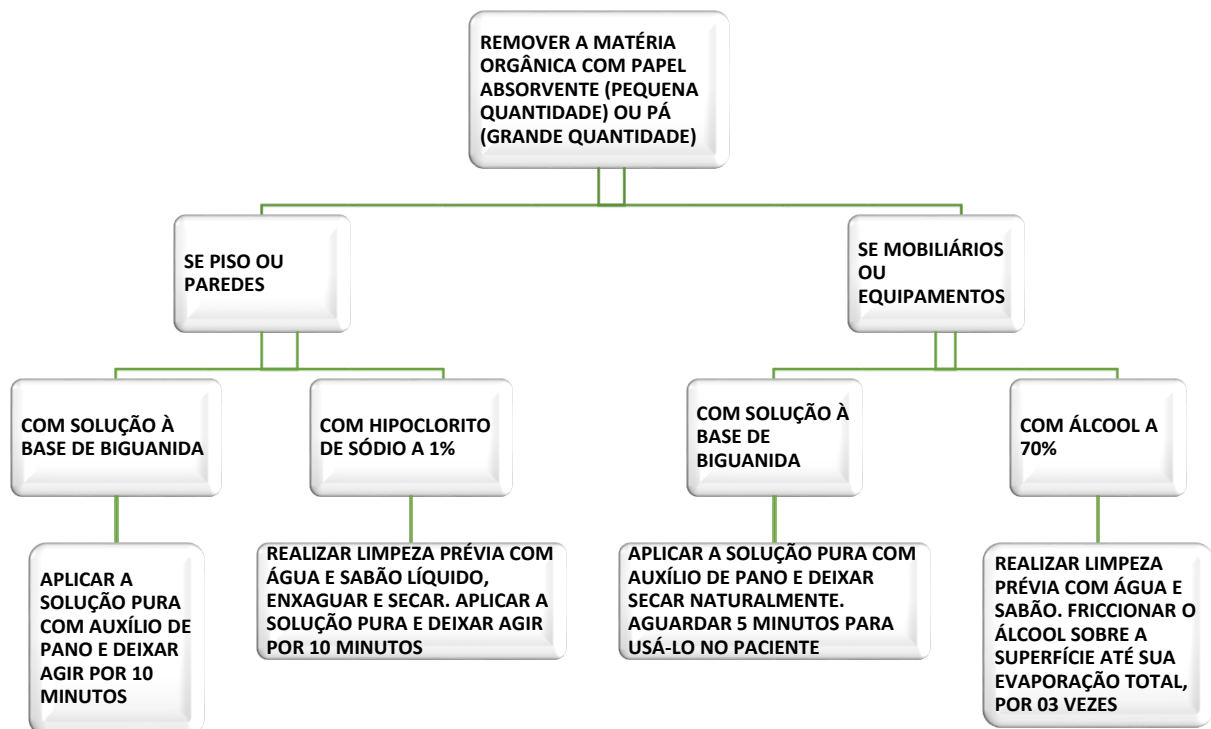 REMOVER A MATÉRIA
ORGÂNICA COM PAPEL
ABSORVENTE (PEQUENA
QUANTIDADE) OU PÁ
(GRANDE QUANTIDADE)
SE PISO OU
PAREDES
SE MOBILIÁRIOS
OU
EQUIPAMENTOS
COM SOLUÇÃO À
BASE DE BIGUANIDA
COM HIPOCLORITO
DE SÓDIO A 1%
COM SOLUÇÃO À
BASE DE
BIGUANIDA
COM ÁLCOOL A
70%
APLICAR A
SOLUÇÃO PURA
COM AUXÍLIO DE
PANO E DEIXAR
AGIR POR 10
MINUTOS
REALIZAR LIMPEZA PRÉVIA COM
ÁGUA E SABÃO LÍQUIDO,
ENXAGUAR E SECAR. APLICAR A
SOLUÇÃO PURA E DEIXAR AGIR
POR 10 MINUTOS
APLICAR A SOLUÇÃO PURA COM
AUXÍLIO DE PANO E DEIXAR
SECAR NATURALMENTE.
AGUARDAR 5 MINUTOS PARA
USÁ-LO NO PACIENTE
REALIZAR LIMPEZA
PRÉVIA COM ÁGUA E
SABÃO. FRICCIONAR O
ÁLCOOL SOBRE A
SUPERFÍCIE ATÉ SUA
EVAPORAÇÃO TOTAL,
POR 03 VEZES